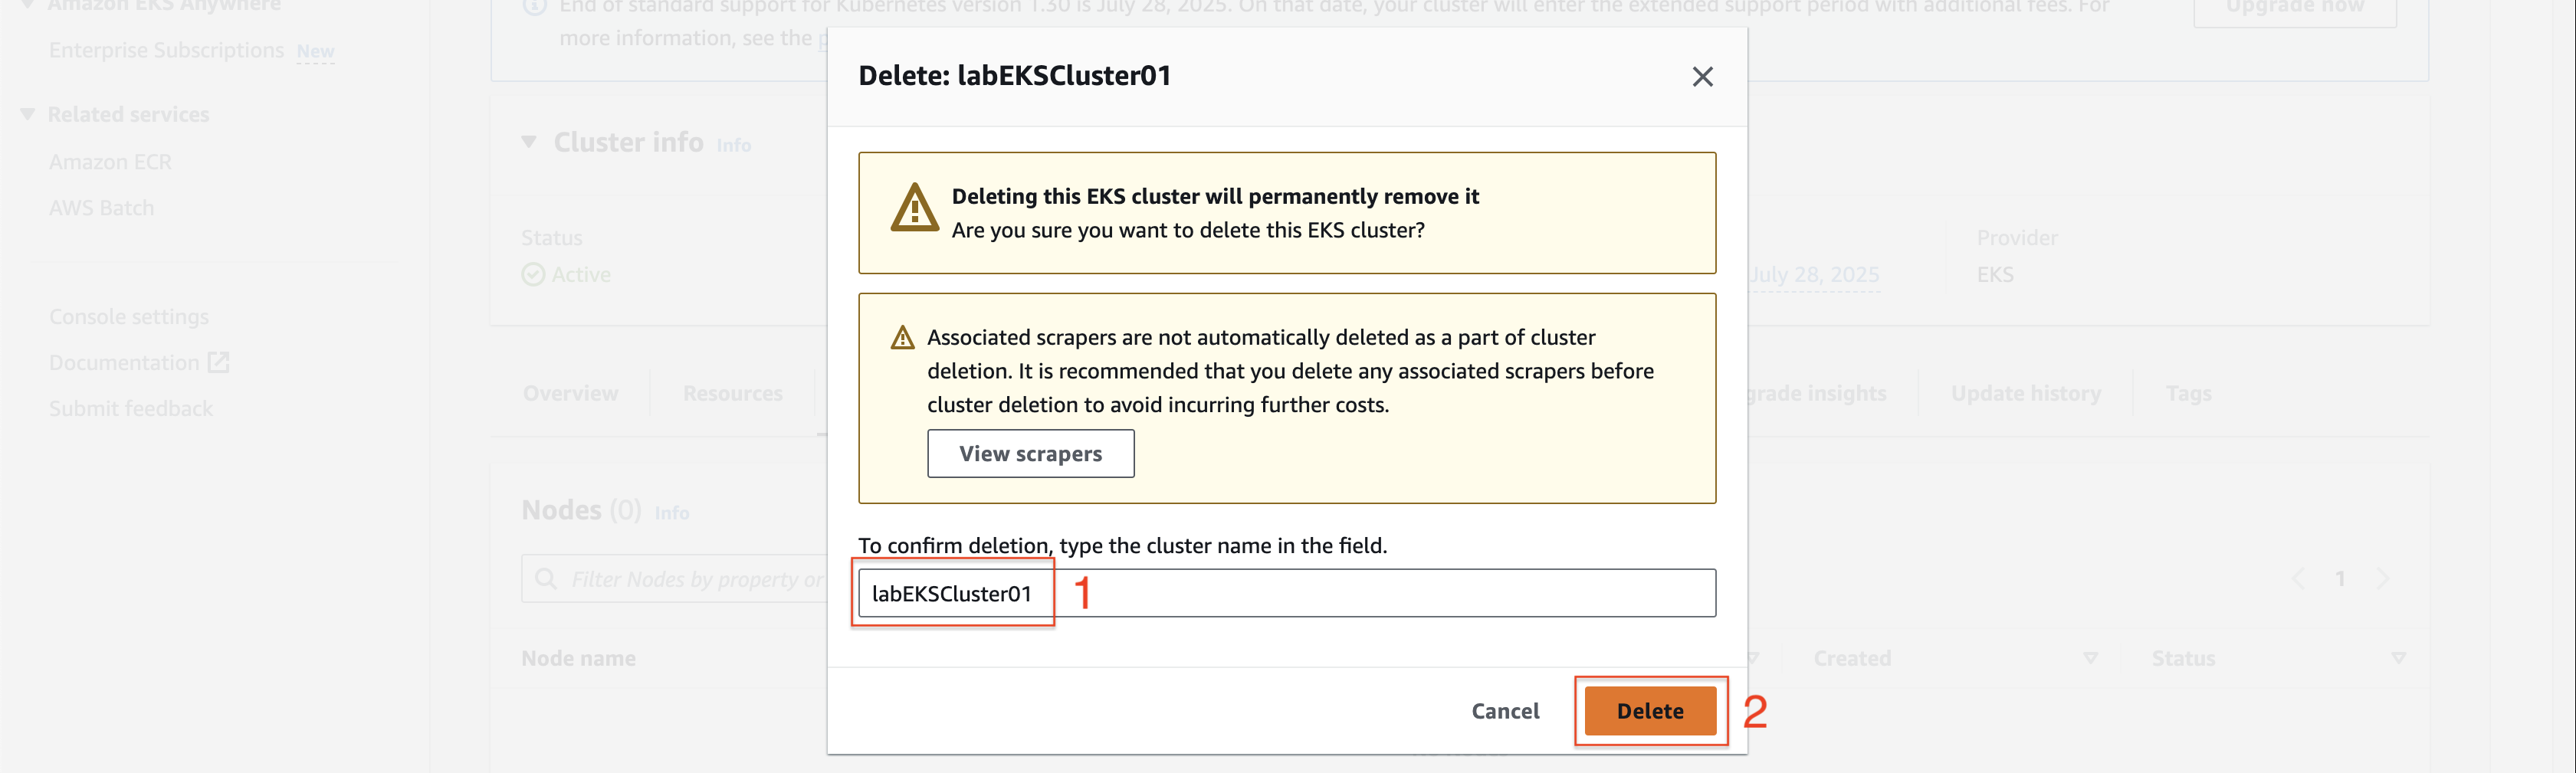 Amazon EKS Anywhere
Enterprise Subscriptions New
Related services
Amazon ECR
AWS Batch
Console settings
Documentation
Submit feedback
End of standard support for Kubernetes version 1.30 is July 28, 2025. On that date, your cluster will enter the extended support period with additional fees. For
more information, see the
Upgrade now
Cluster info Info
Status
Active
July 28, 2025
Provider
EKS
Overview
Resources
grade insights
Update history
Tags
Nodes (0) Info
Filter Nodes by property or
1
Node name
Created
Status
Delete: labEKSCluster01
Deleting this EKS cluster will permanently remove it
Are you sure you want to delete this EKS cluster?
Associated scrapers are not automatically deleted as a part of cluster
deletion. It is recommended that you delete any associated scrapers before
cluster deletion to avoid incurring further costs.
View scrapers
To confirm deletion, type the cluster name in the field.
labEKSCluster01 1
Cancel
Delete 2